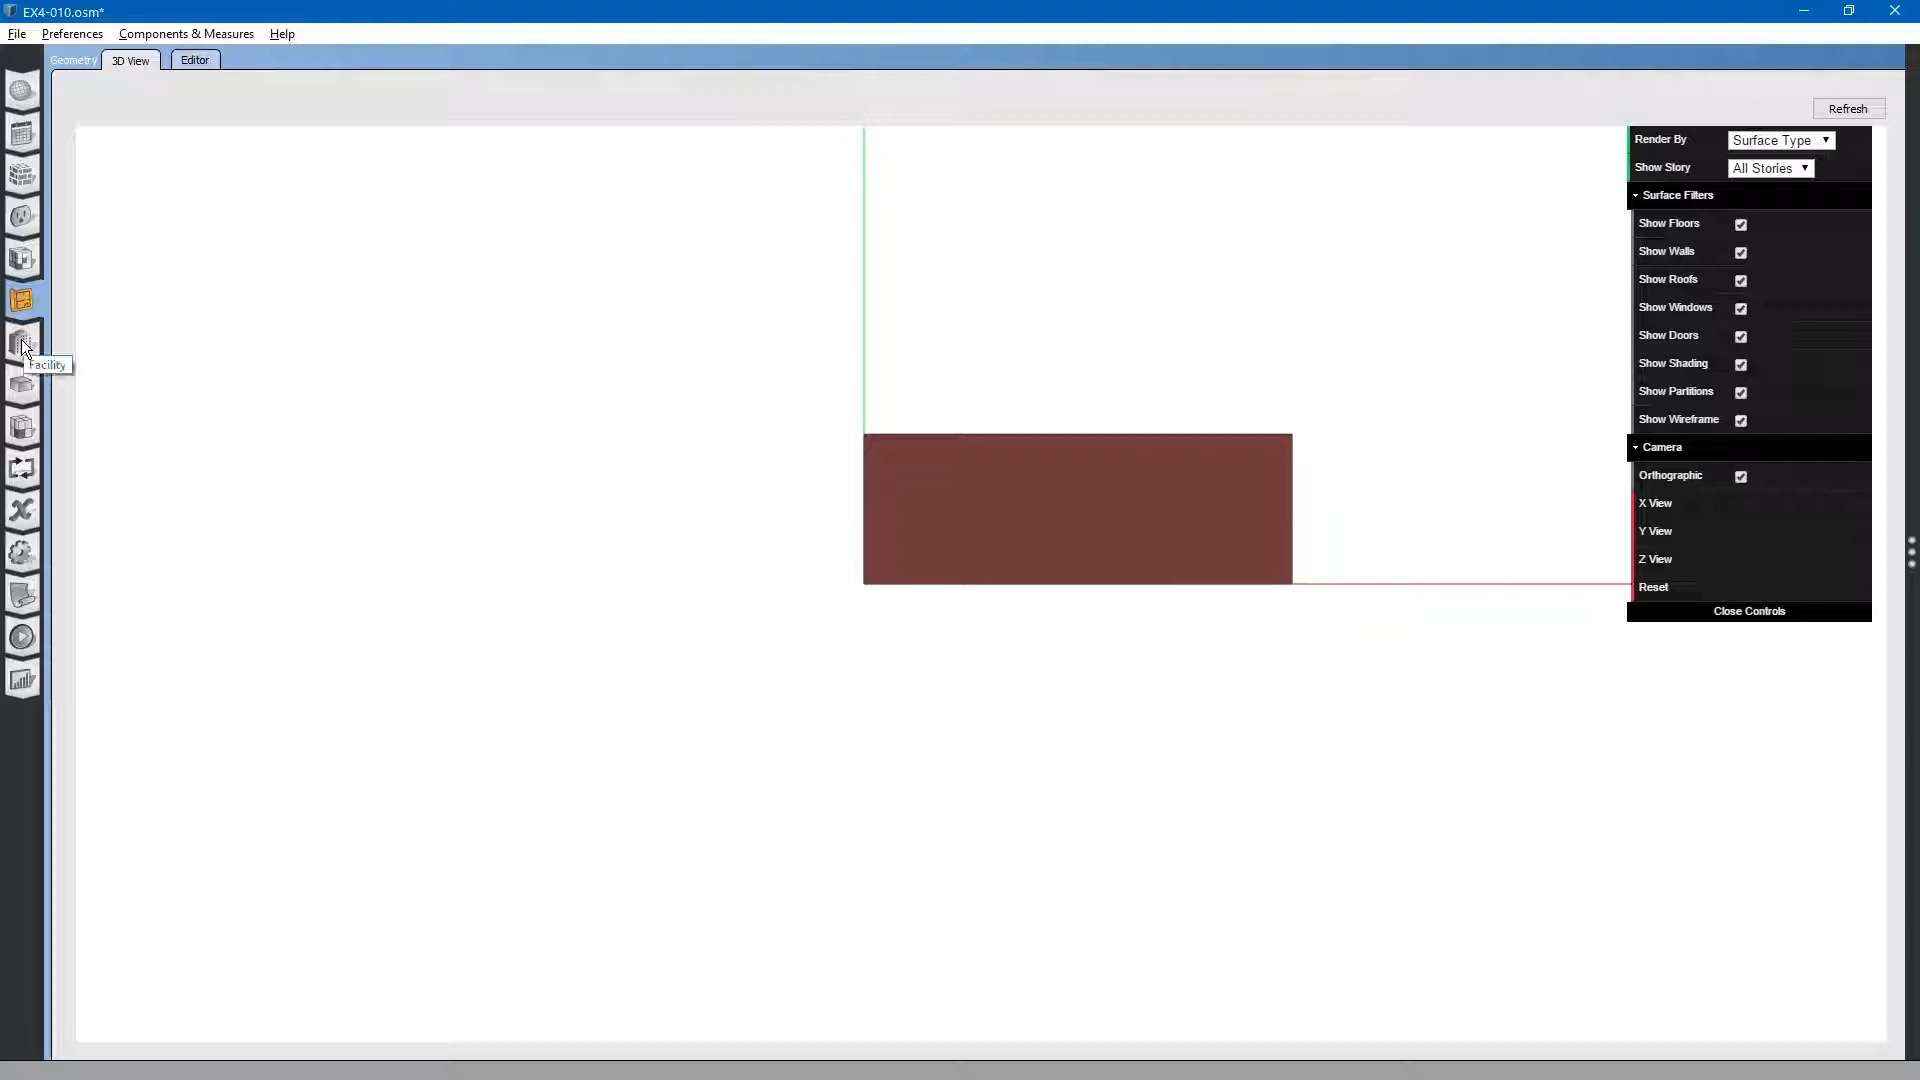 EX4-010.osm*
File Preferences Components & Measures Help
Geometry 3D View Editor
Refresh
Render By Surface Type
Show Story All Stories
Surface Filters
Show Floors
Show Walls
Show Roofs
Show Windows
Show Doors
Show Shading
Show Partitions
Show Wireframe
Camera
Orthographic
X View
Y View
Z View
Reset
Close Controls
Facility